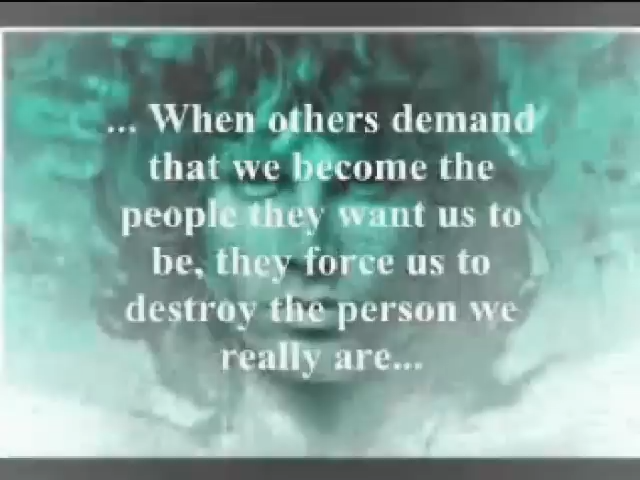 ... When others demand
that we become the
people they want us to
be, they force us to
destroy the person we
really are...